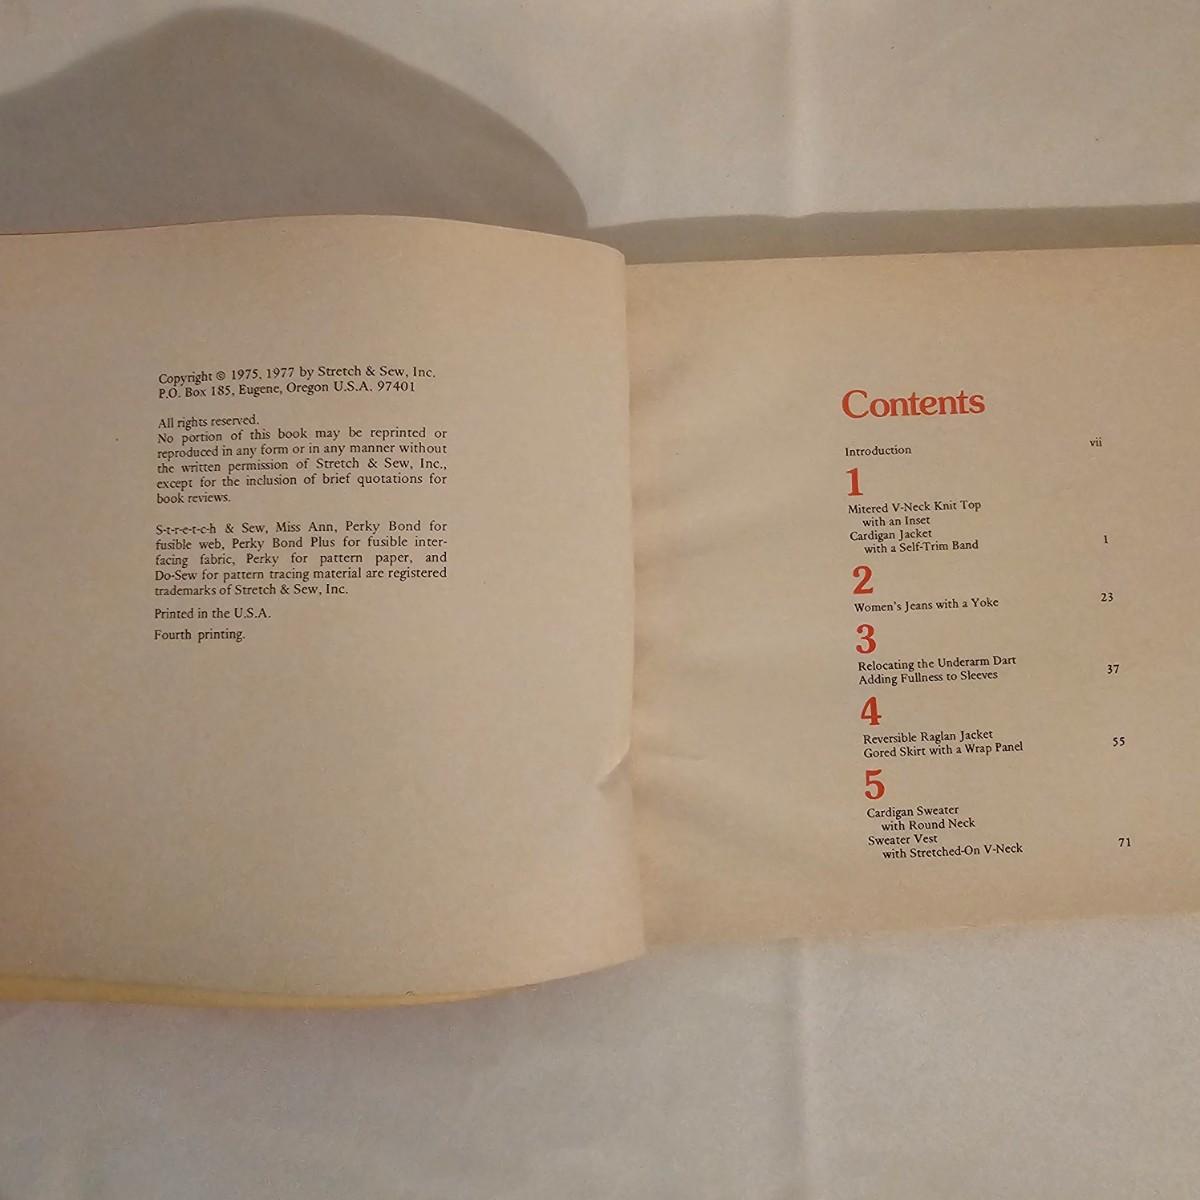 Copyright © 1975, 1977 by Stretch & Sew, Inc.
P.O. Box 185, Eugene, Oregon U.S.A. 97401
All rights reserved.
No portion of this book may be reprinted or
reproduced in any form or in any manner without
the written permission of Stretch & Sew, Inc.,
except for the inclusion of brief quotations for
book reviews.
S-t-r-e-t-c-h & Sew, Miss Ann, Perky Bond for
fusible web, Perky Bond Plus for fusible inter-
facing fabric, Perky for pattern paper, and
Do-Sew for pattern tracing material are registered
trademarks of Stretch & Sew, Inc.
Printed in the U.S.A.
Fourth printing.
Contents
Introduction vii
1
Mitered V-Neck Knit Top
with an Inset
Cardigan Jacket
with a Self-Trim Band 1
2
Women's Jeans with a Yoke 23
3
Relocating the Underarm Dart
Adding Fullness to Sleeves 37
4
Reversible Raglan Jacket
Gored Skirt with a Wrap Panel 55
5
Cardigan Sweater
with Round Neck
Sweater Vest
with Stretched-On V-Neck 71